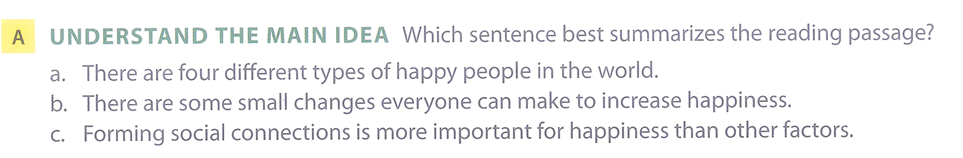 A UNDERSTAND THE MAIN IDEA Which sentence best summarizes the reading passage?
a. There are four different types of happy people in the world.
b. There are some small changes everyone can make to increase happiness.
c. Forming social connections is more important for happiness than other factors.